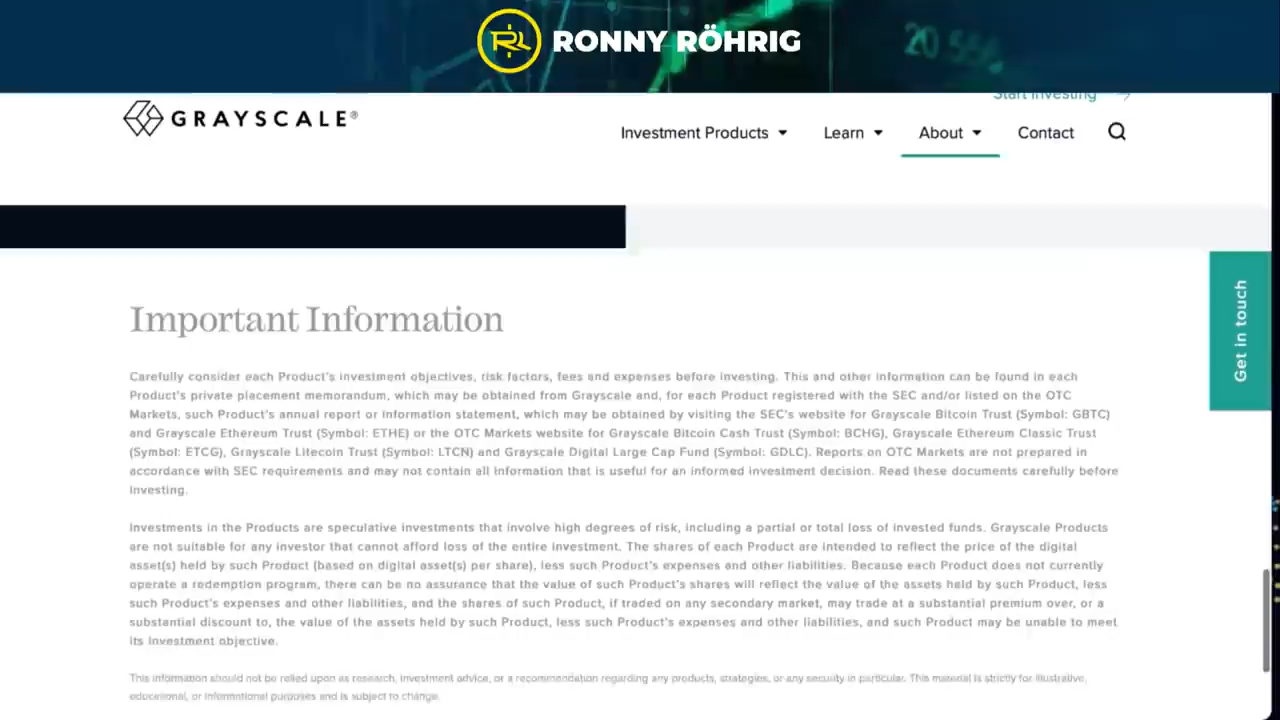 RONNY RÖHRIG
Start investing
GRAYSCALE®
Investment Products
Learn
About
Contact
Get in touch
Important Information
Carefully consider each Product's investment objectives, risk factors, fees and expenses before investing. This and other information can be found in each
Product's private placement memorandum, which may be obtained from Grayscale and, for each Product registered with the SEC and/or listed on the OTC
Markets, such Product's annual report or information statement, which may be obtained by visiting the SEC's website for Grayscale Bitcoin Trust (Symbol: GBTC)
and Grayscale Ethereum Trust (Symbol: ETHE) or the OTC Markets website for Grayscale Bitcoin Cash Trust (Symbol: BCHG), Grayscale Ethereum Classic Trust
(Symbol: ETCG), Grayscale Litecoin Trust (Symbol: LTCN) and Grayscale Digital Large Cap Fund (Symbol: GDLC). Reports on OTC Markets are not prepared in
accordance with SEC requirements and may not contain all information that is useful for an informed investment decision. Read these documents carefully before
investing.
Investments in the Products are speculative investments that involve high degrees of risk, including a partial or total loss of invested funds. Grayscale Products
are not suitable for any investor that cannot afford loss of the entire investment. The shares of each Product are intended to reflect the price of the digital
asset(s) held by such Product (based on digital asset(s) per share), less such Product's expenses and other liabilities. Because each Product does not currently
operate a redemption program, there can be no assurance that the value of such Product's shares will reflect the value of the assets held by such Product, less
such Product's expenses and other liabilities, and the shares of such Product, if traded on any secondary market, may trade at a substantial premium over, or a
substantial discount to, the value of the assets held by such Product, less such Product's expenses and other liabilities, and such Product may be unable to meet
its investment objective.
This information should not be relied upon as research, investment advice, or a recommendation regarding any products, strategies, or any security in particular. This material is strictly for illustrative,
educational, or informational purposes and is subject to change.